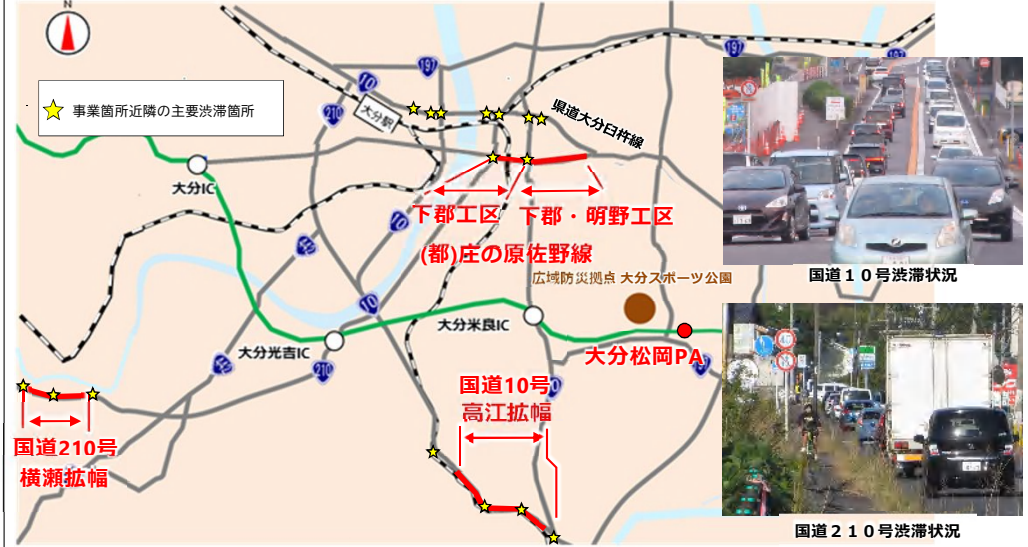 N
事業箇所近隣の主要渋滞箇所
197
197
197
10
210
大分駅
県道大分臼杵線
大分IC
下郡工区
下郡・明野工区
(都)庄の原佐野線
10
442
広域防災拠点 大分スポーツ公園
10
大分米良IC
大分光吉IC
大分松岡PA
442
210
国道10号
高江拡幅
国道210号
横瀬拡幅
国道１０号渋滞状況
40
国道２１０号渋滞状況